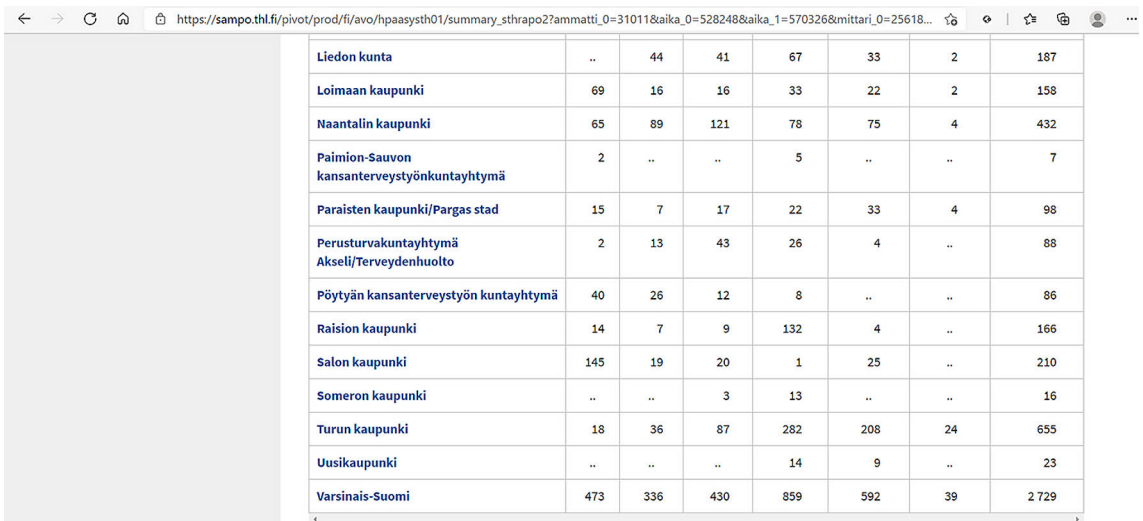 https://sampo.thl.fi/pivot/prod/fi/avo/hpaasysth01/summary_sthrapo2?ammatti_0=31011&aika_0=528248&aika_1=570326&mittari_0=25618...
Liedon kunta .. 44 41 67 33 2 187
Loimaan kaupunki 69 16 16 33 22 2 158
Naantalin kaupunki 65 89 121 78 75 4 432
Paimion-Sauvon
kansanterveystyönkuntayhtymä 2 .. .. 5 .. .. 7
Paraisten kaupunki/Pargas stad 15 7 17 22 33 4 98
Perusturvakuntayhtymä 2 13 43 26 4 .. 88
Akseli/Terveydenhuolto
Pöytyän kansanterveystyön kuntayhtymä 40 26 12 8 .. .. 86
Raision kaupunki 14 7 9 132 4 .. 166
Salon kaupunki 145 19 20 1 25 .. 210
Someron kaupunki .. .. 3 13 .. .. 16
Turun kaupunki 18 36 87 282 208 24 655
Uusikaupunki .. .. .. 14 9 .. 23
Varsinais-Suomi 473 336 430 859 592 39 2 729